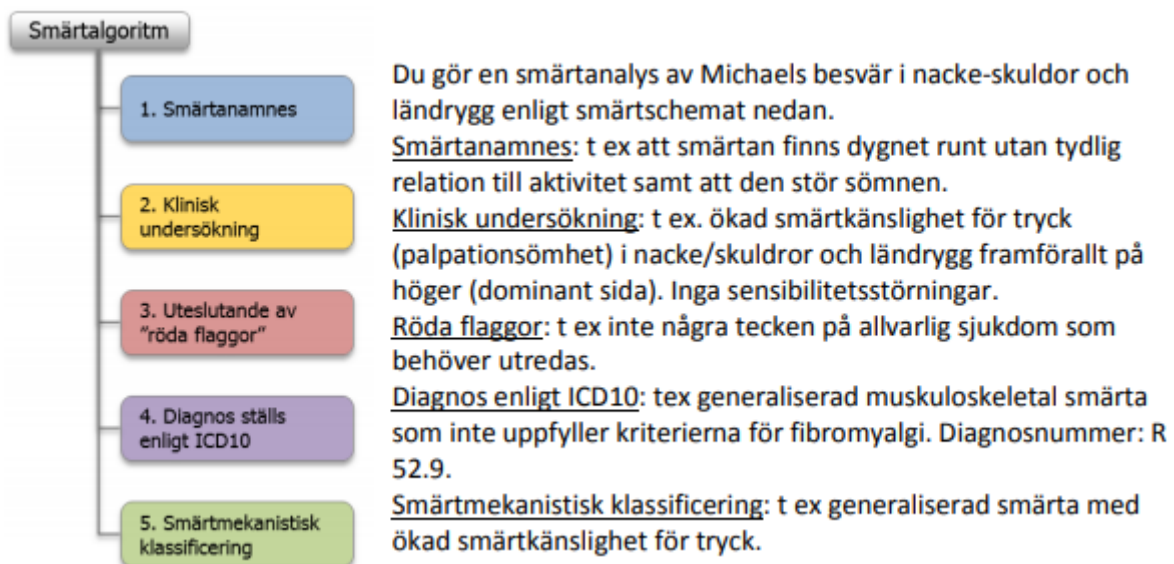 Smärtalgoritm
1. Smärtanamnes
2. Klinisk
undersökning
3. Uteslutande av
"röda flaggor"
4. Diagnos ställs
enligt ICD10
5. Smärtmekanistisk
klassificering
Du gör en smärtanalys av Michaels besvär i nacke-skuldor och
ländrygg enligt smärtschemat nedan.
Smärtanamnes: t ex att smärtan finns dygnet runt utan tydlig
relation till aktivitet samt att den stör sömnen.
Klinisk undersökning: t ex. ökad smärtkänslighet för tryck
(palpationsömhet) i nacke/skuldror och ländrygg framförallt på
höger (dominant sida). Inga sensibilitetsstörningar.
Röda flaggor: t ex inte några tecken på allvarlig sjukdom som
behöver utredas.
Diagnos enligt ICD10: tex generaliserad muskuloskeletal smärta
som inte uppfyller kriterierna för fibromyalgi. Diagnosnummer: R
52.9.
Smärtmekanistisk klassificering: t ex generaliserad smärta med
ökad smärtkänslighet för tryck.